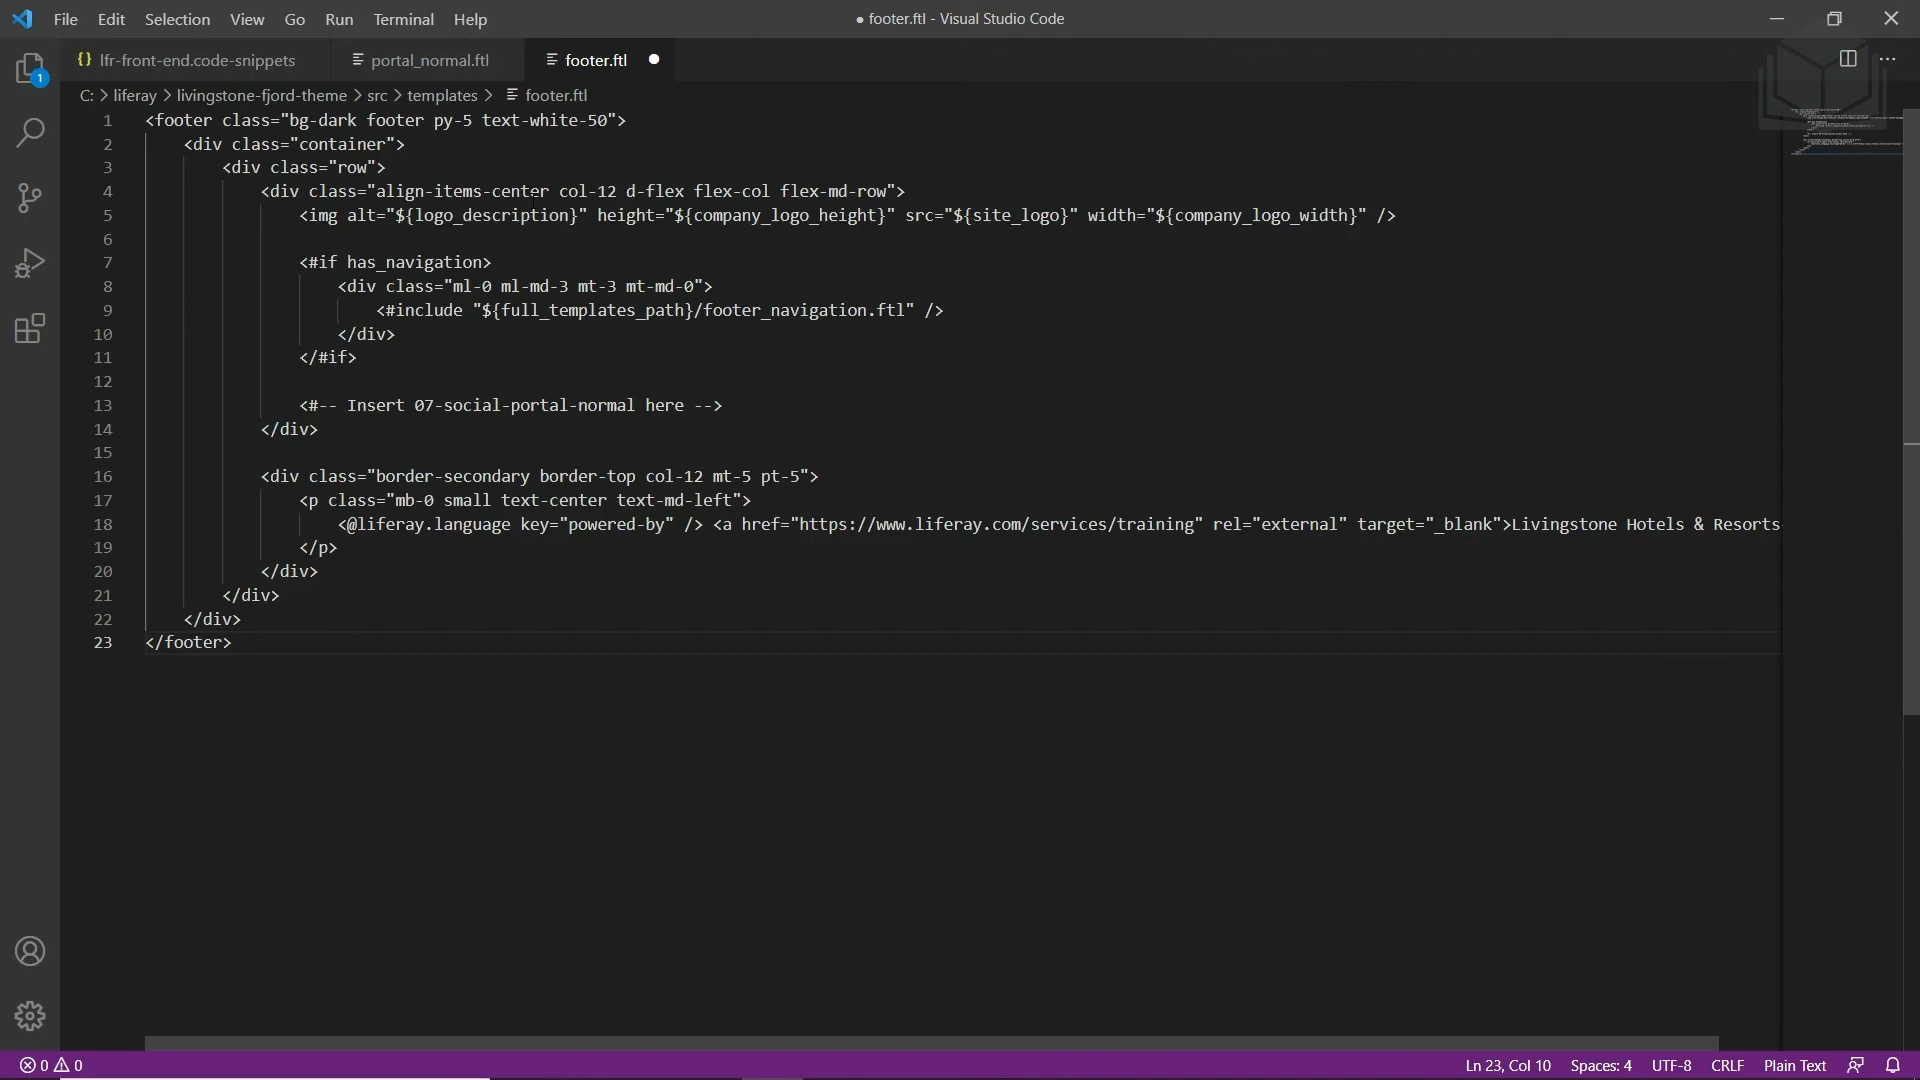 File Edit Selection View Go Run Terminal Help
● footer.ftl - Visual Studio Code
1
{} lfr-front-end.code-snippets
portal_normal.ftl
footer.ftl
C: > liferay > livingstone-fjord-theme > src > templates > footer.ftl
1 <footer class="bg-dark footer py-5 text-white-50">
2 <div class="container">
3 <div class="row">
4 <div class="align-items-center col-12 d-flex flex-col flex-md-row">
5 <img alt="${logo_description}" height="${company_logo_height}" src="${site_logo}" width="${company_logo_width}" />
6
7 <#if has_navigation>
8 <div class="ml-0 ml-md-3 mt-3 mt-md-0">
9 <#include "${full_templates_path}/footer_navigation.ftl" />
10 </div>
11 </#if>
12
13 <#-- Insert 07-social-portal-normal here -->
14 </div>
15
16 <div class="border-secondary border-top col-12 mt-5 pt-5">
17 <p class="mb-0 small text-center text-md-left">
18 <@liferay.language key="powered-by" /> <a href="https://www.liferay.com/services/training" rel="external" target="_blank">Livingstone Hotels & Resorts
19 </p>
20 </div>
21 </div>
22 </div>
23 </footer>
0 0
Ln 23, Col 10 Spaces: 4 UTF-8 CRLF Plain Text